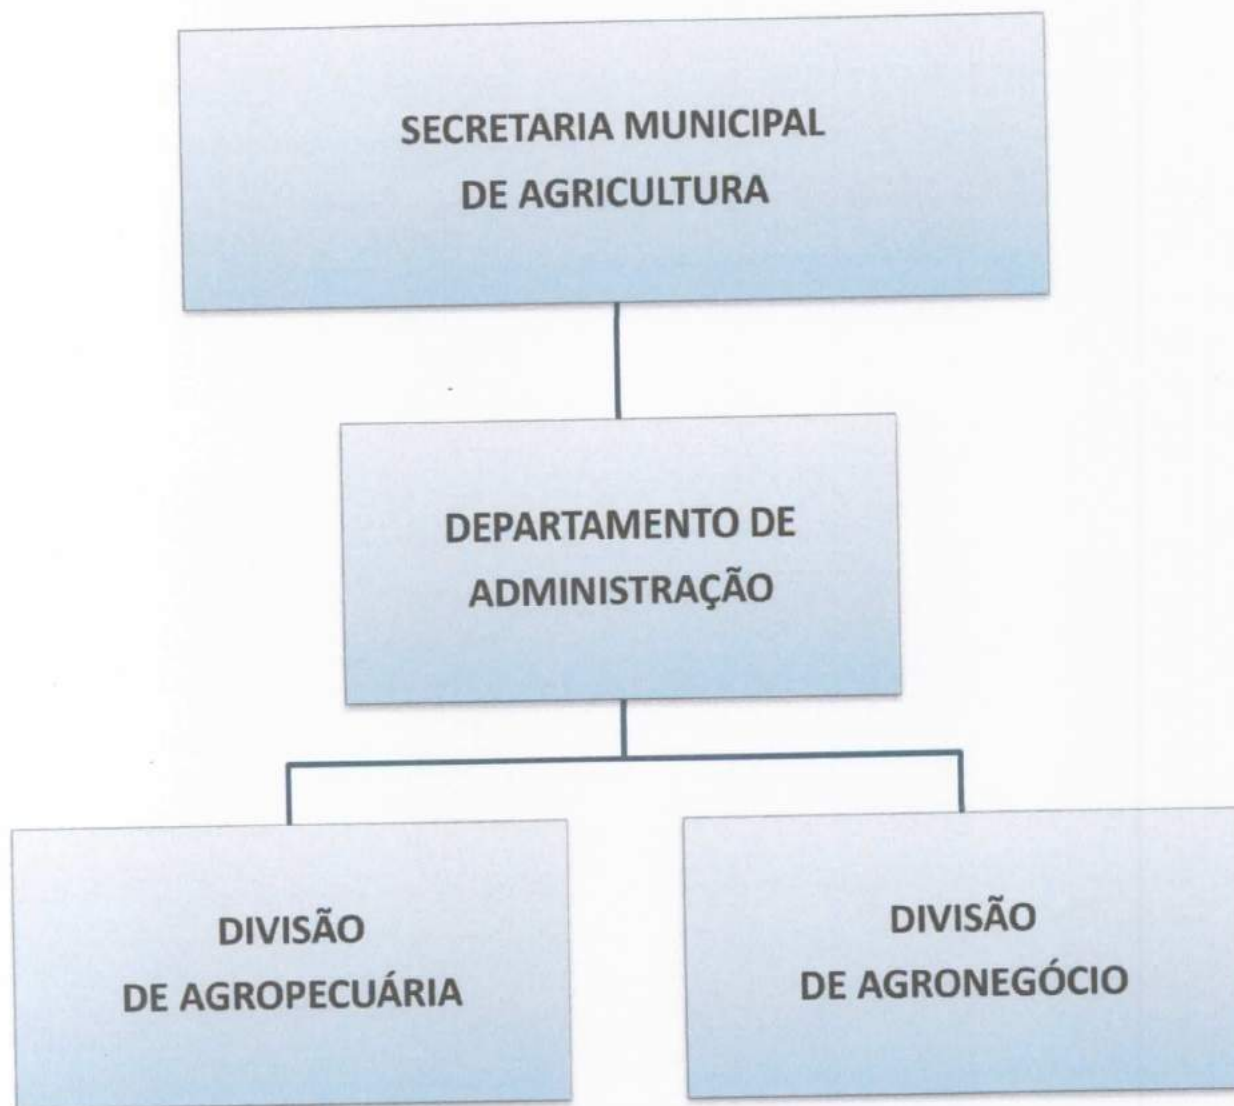 SECRETARIA MUNICIPAL
DE AGRICULTURA
DEPARTAMENTO DE
ADMINISTRAÇÃO
DIVISÃO
DE AGROPECUÁRIA
DIVISÃO
DE AGRONEGÓCIO